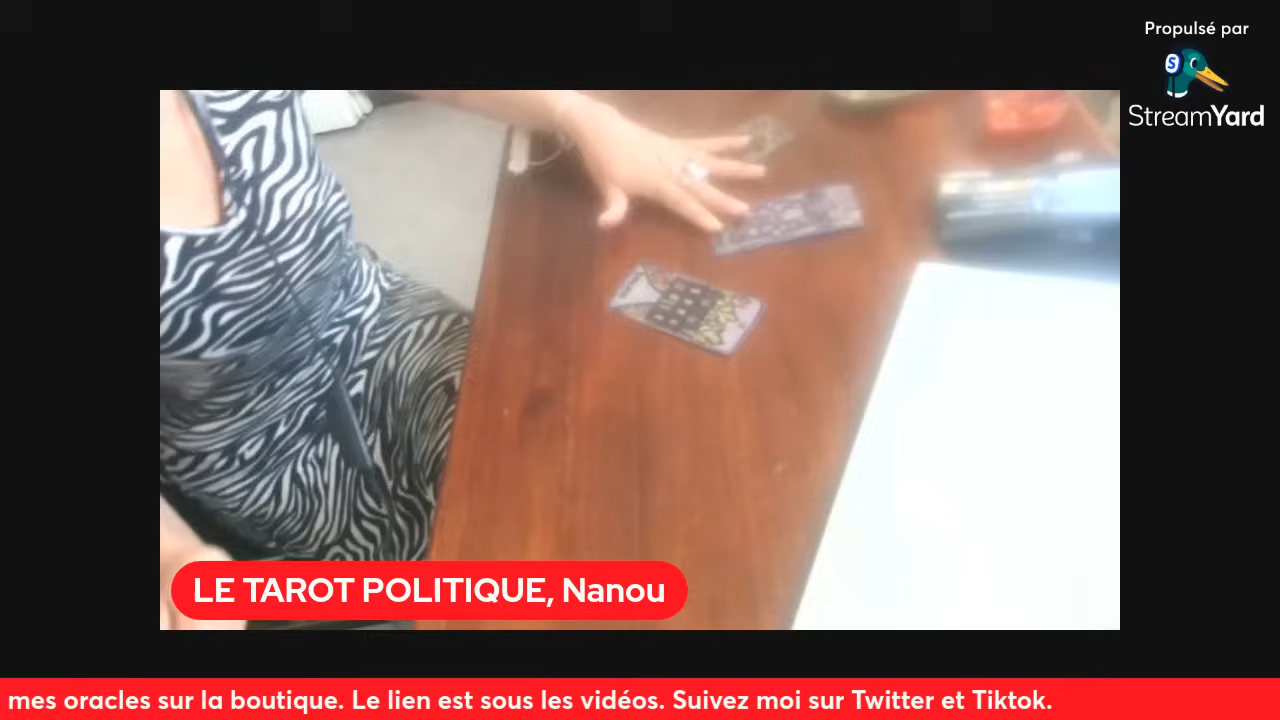 Propulsé par
StreamYard
LE TAROT POLITIQUE, Nanou
mes oracles sur la boutique. Le lien est sous les vidéos. Suivez moi sur Twitter et Tiktok.